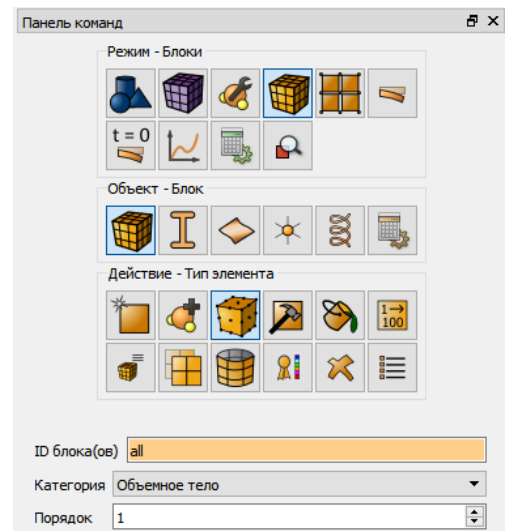 Панель команд
Режим - Блоки
t = 0
Объект - Блок
Действие - Тип элемента
1→
100
ID блока(ов) all
Категория Объемное тело
Порядок 1